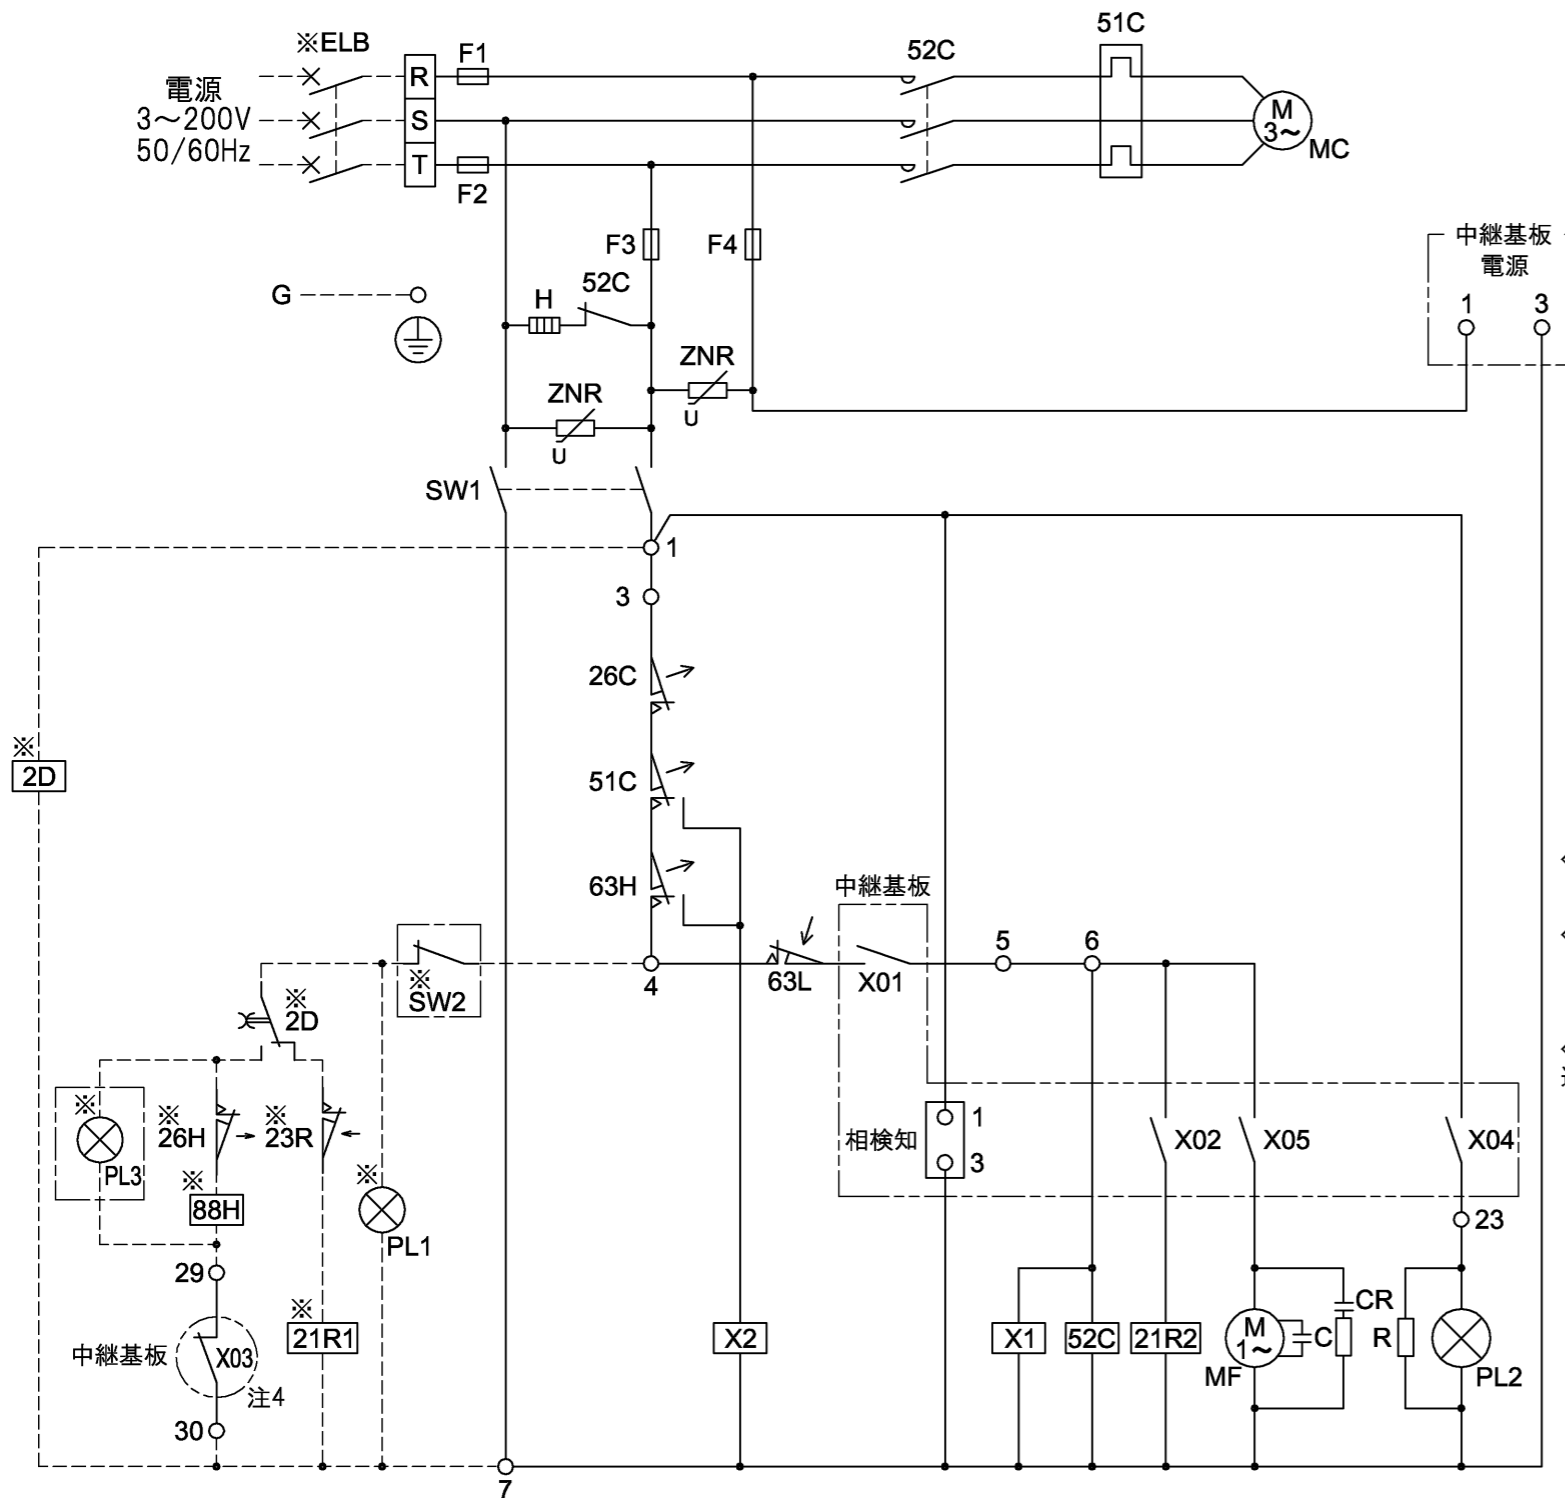 ※ELB
電源
3～200V
50/60Hz
R
S
T
F1
F2
52C
51C
M
3~
MC
F3
F4
中継基板
電源
1
3
G
H
52C
ZNR
U
ZNR
U
SW1
1
3
26C
51C
63H
※
2D
中継基板
4
63L
X01
5
6
※
SW2
※
2D
※
PL3
※
26H
※
23R
※
PL1
※
88H
相検知
1
3
X02
X05
X04
23
29
中継基板
X03
注4
30
※
21R1
X2
X1
52C
21R2
M
1~
MF
C
CR
R
PL2
7